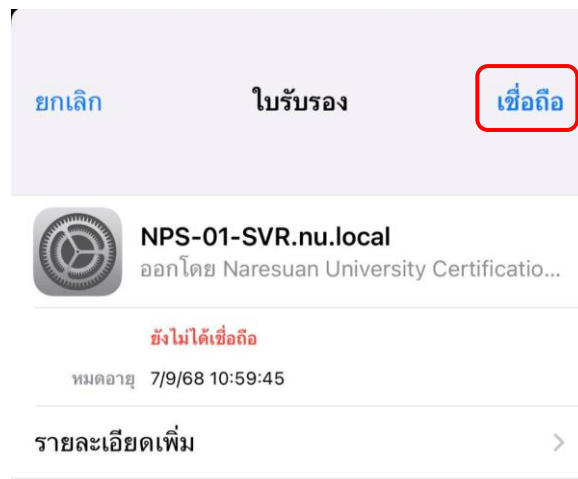 ยกเลิก ใบรับรอง เชื่อถือ
NPS-01-SVR.nu.local
ออกโดย Naresuan University Certificatio...
ยังไม่ได้เชื่อถือ
หมดอายุ 7/9/68 10:59:45
รายละเอียดเพิ่ม